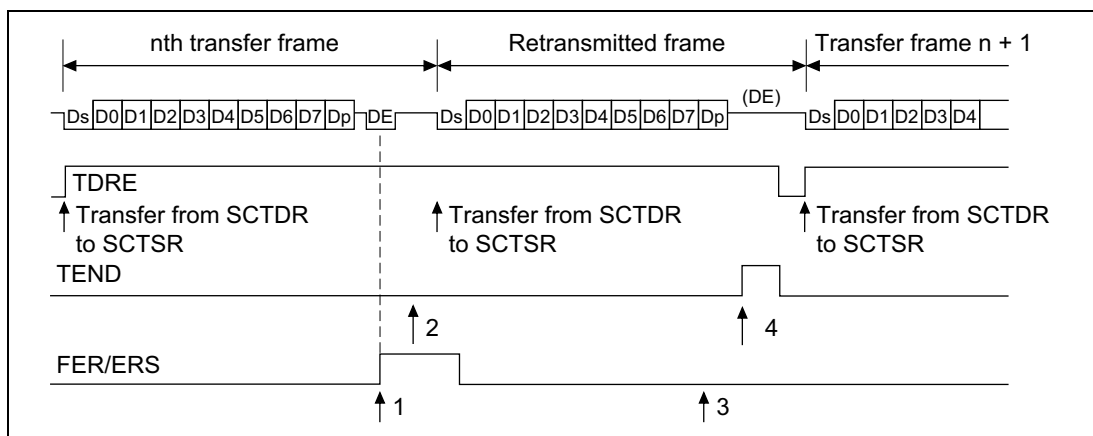 nth transfer frame
Retransmitted frame
Transfer frame n + 1
(DE)
Ds D0 D1 D2 D3 D4 D5 D6 D7 Dp DE
Ds D0 D1 D2 D3 D4 D5 D6 D7 Dp
Ds D0 D1 D2 D3 D4
TDRE
Transfer from SCTDR
to SCTSR
Transfer from SCTDR
to SCTSR
Transfer from SCTDR
to SCTSR
TEND
2
4
FER/ERS
1
3